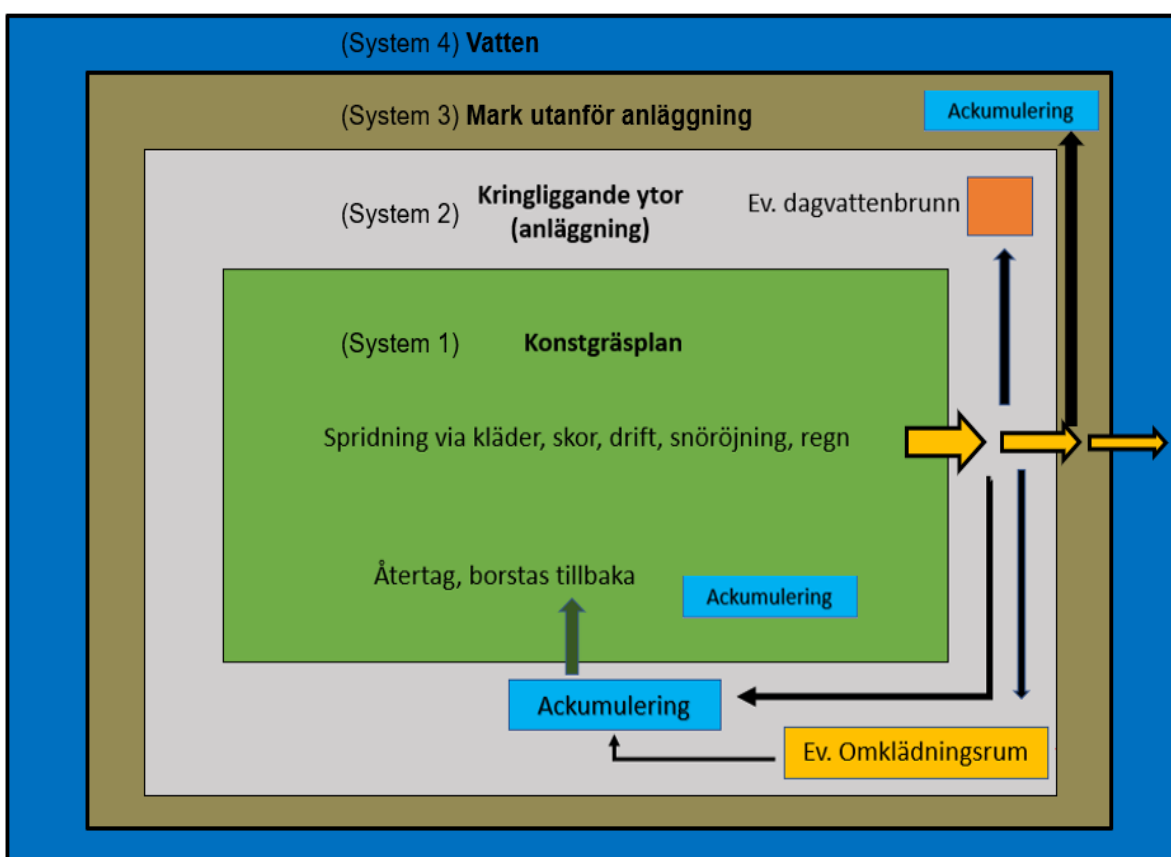 (System 4) Vatten
(System 3) Mark utanför anläggning
Ackumulering
(System 2)
Kringliggande ytor
(anläggning)
Ev. dagvattenbrunn
(System 1)
Konstgräsplan
Spridning via kläder, skor, drift, snöröjning, regn
Återtag, borstas tillbaka
Ackumulering
Ackumulering
Ev. Omklädningsrum